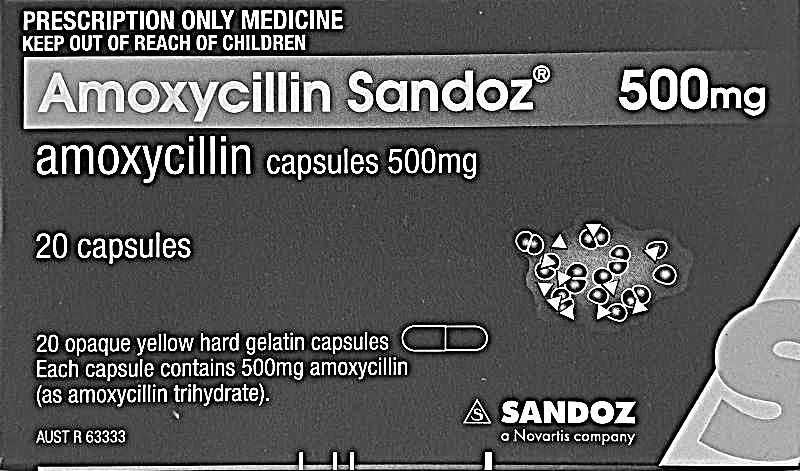 PRESCRIPTION ONLY MEDICINE
KEEP OUT OF REACH OF CHILDREN
Amoxycillin Sandoz® 500mg
amoxycillin capsules 500mg
20 capsules
20 opaque yellow hard gelatin capsules
Each capsule contains 500mg amoxycillin
(as amoxycillin trihydrate).
AUST R 63333
S SANDOZ
a Novartis company
S